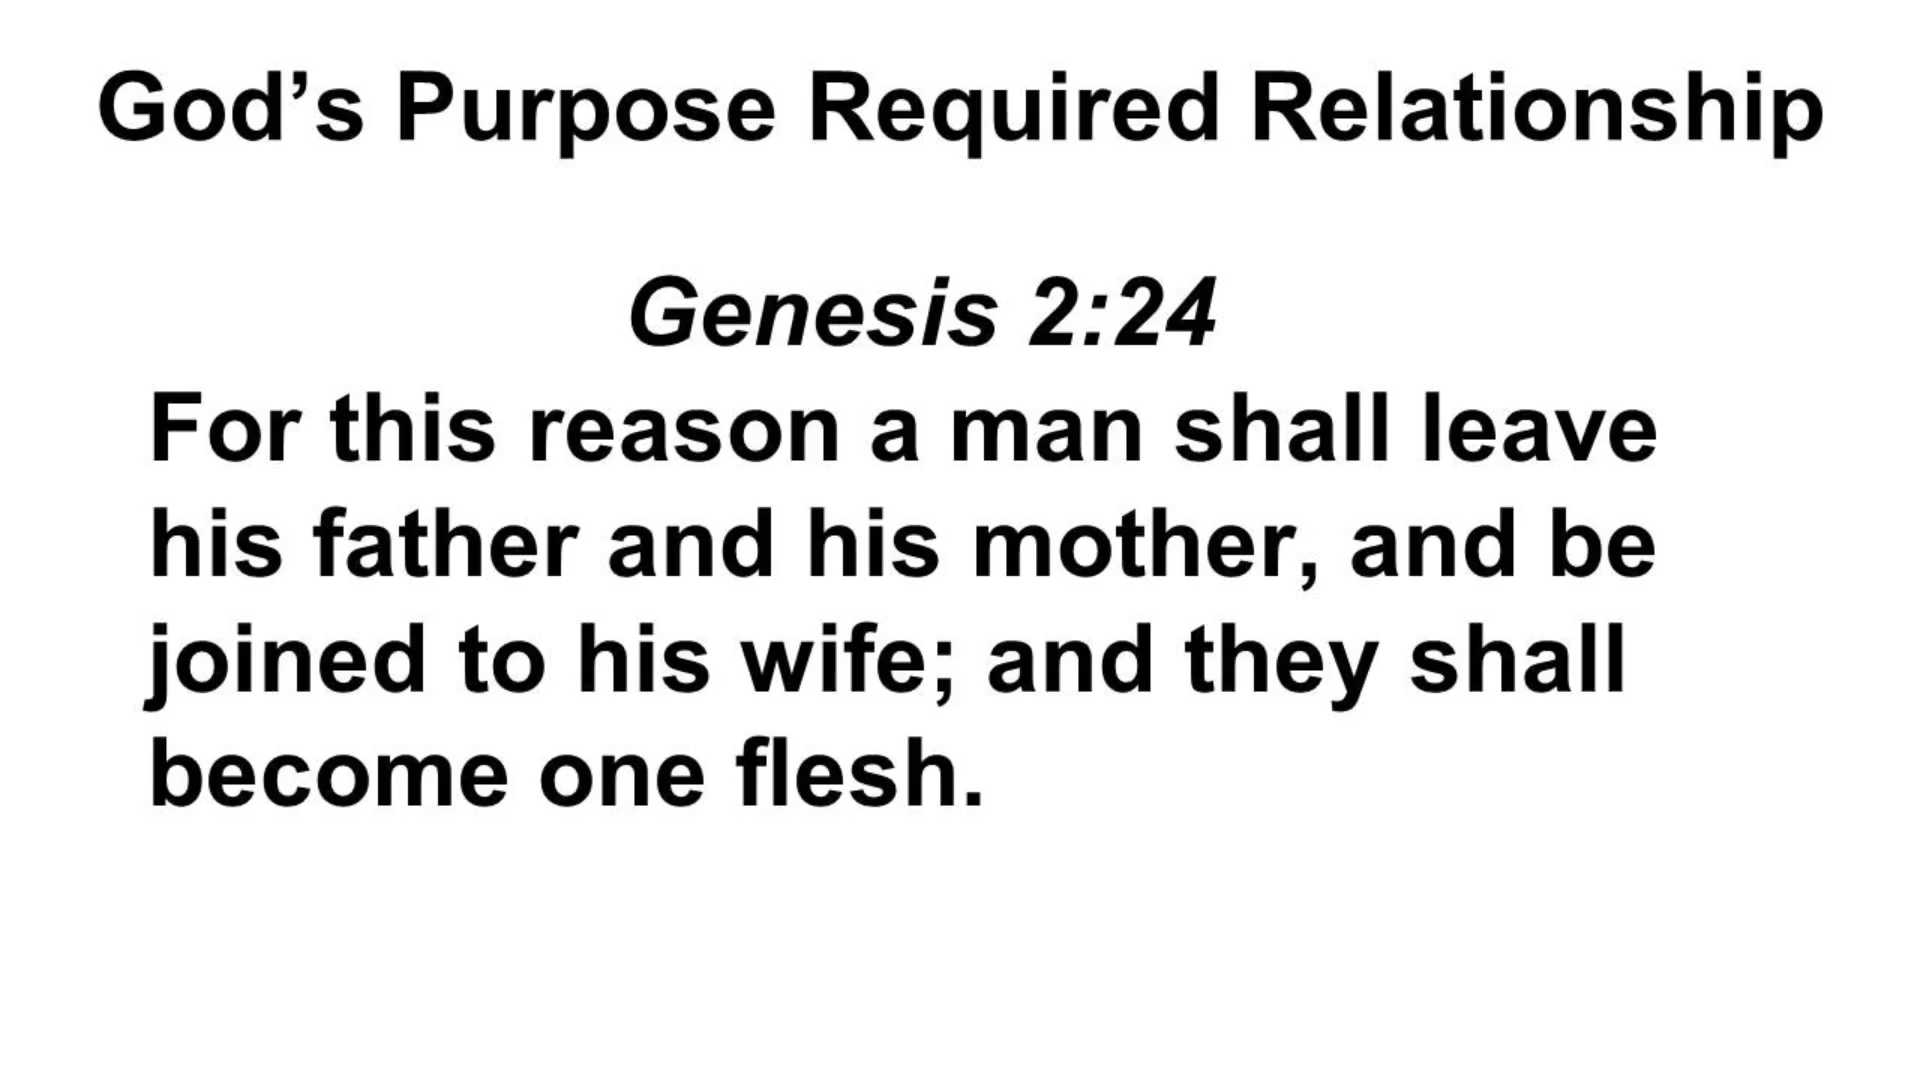 God’s Purpose Required Relationship
Genesis 2:24
For this reason a man shall leave
his father and his mother, and be
joined to his wife; and they shall
become one flesh.